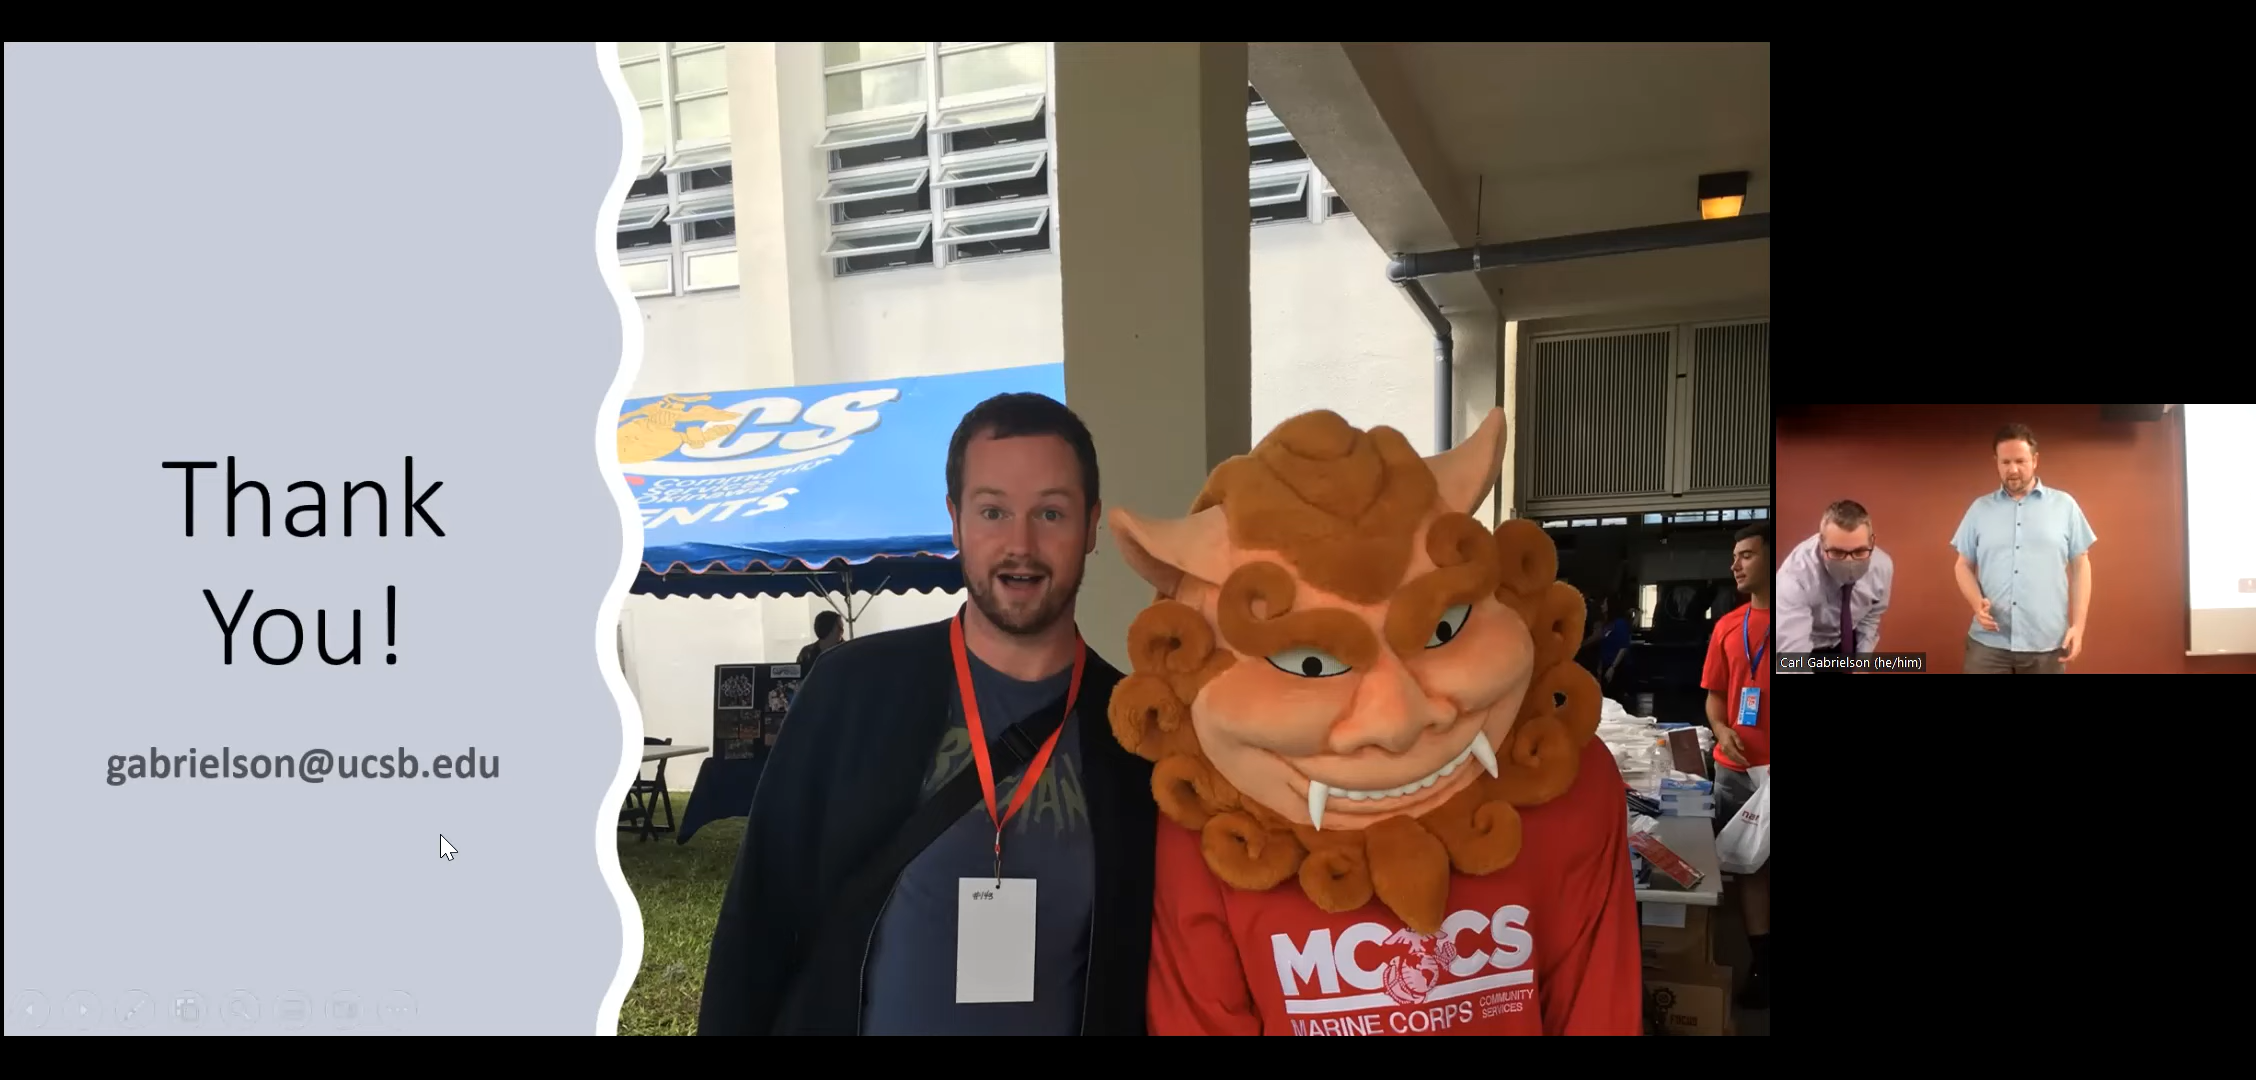 Thank
You!
gabrielson@ucsb.edu
CS
Community
Services
Okinawa
ENTS
MCCS
MARINE CORPS
COMMUNITY
SERVICES
Carl Gabrielson (he/him)